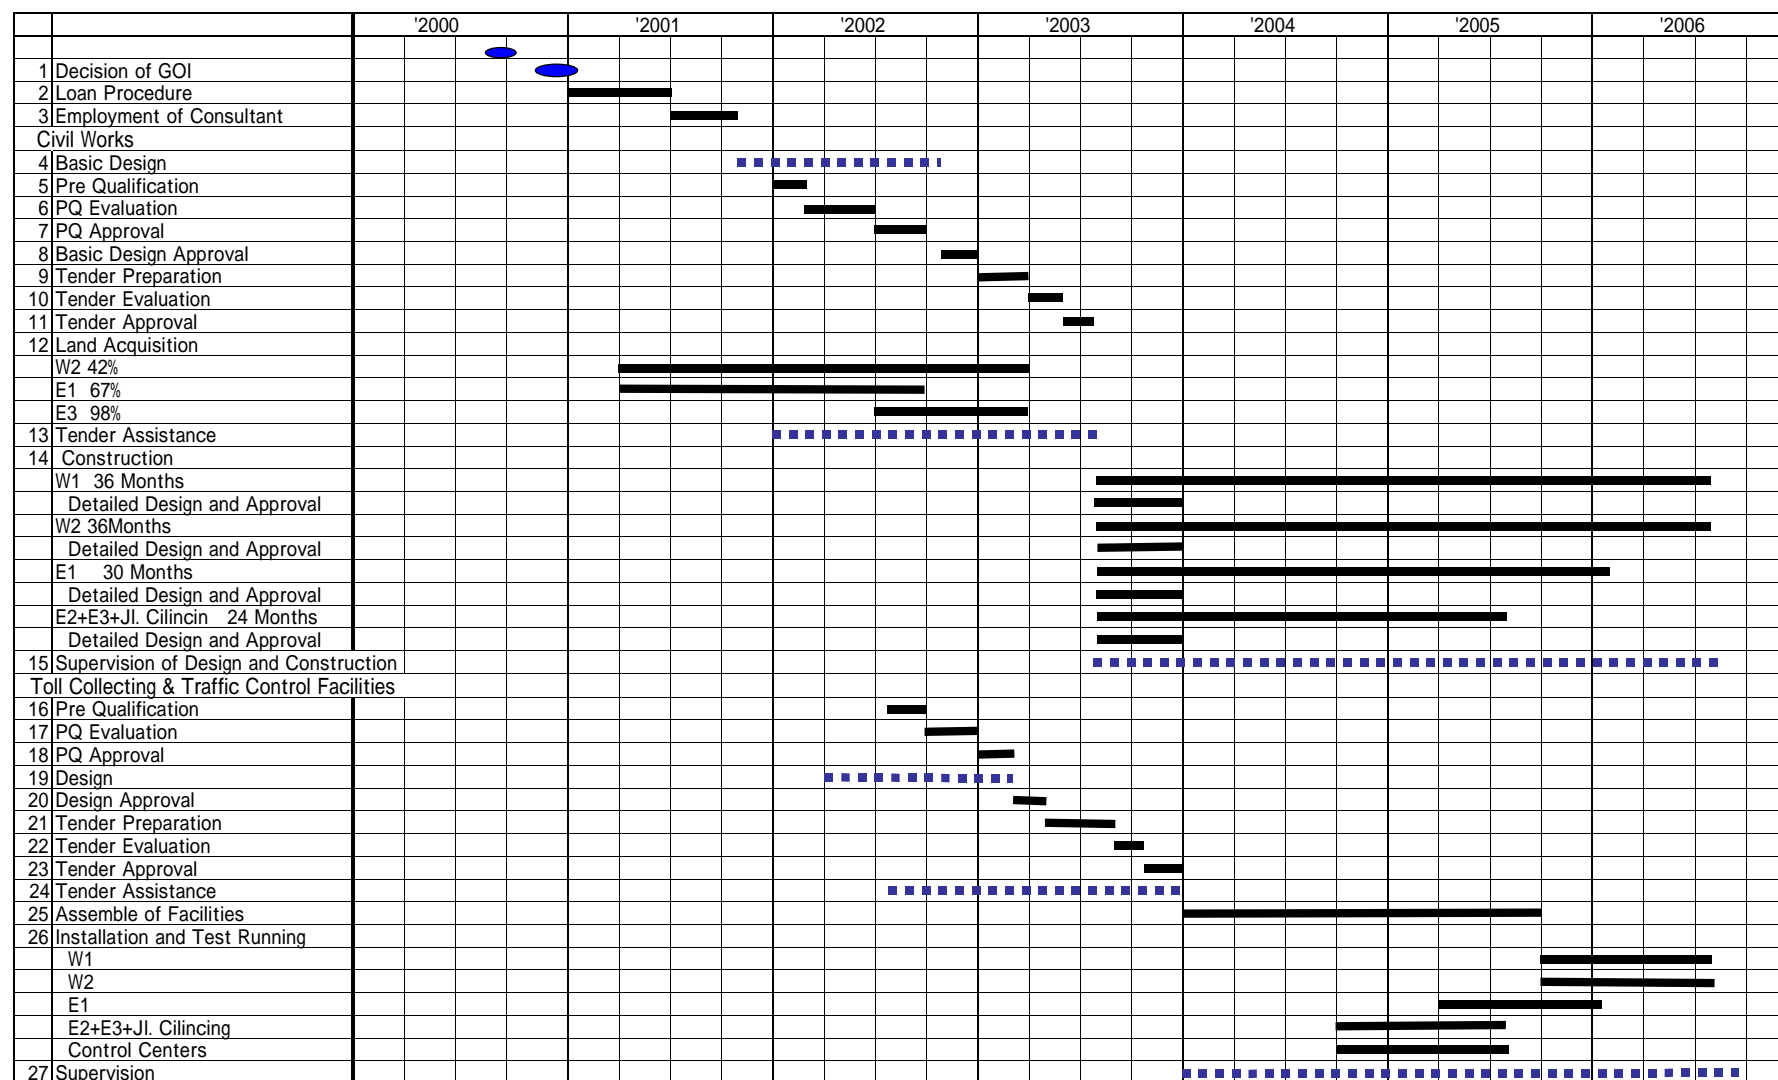 '2000 '2001 '2002 '2003 '2004 '2005 '2006
1 Decision of GOI
2 Loan Procedure
3 Employment of Consultant
Civil Works
4 Basic Design
5 Pre Qualification
6 PQ Evaluation
7 PQ Approval
8 Basic Design Approval
9 Tender Preparation
10 Tender Evaluation
11 Tender Approval
12 Land Acquisition
W2 42%
E1 67%
E3 98%
13 Tender Assistance
14 Construction
W1 36 Months
Detailed Design and Approval
W2 36Months
Detailed Design and Approval
E1 30 Months
Detailed Design and Approval
E2+E3+Jl. Cilincin 24 Months
Detailed Design and Approval
15 Supervision of Design and Construction
Toll Collecting & Traffic Control Facilities
16 Pre Qualification
17 PQ Evaluation
18 PQ Approval
19 Design
20 Design Approval
21 Tender Preparation
22 Tender Evaluation
23 Tender Approval
24 Tender Assistance
25 Assemble of Facilities
26 Installation and Test Running
W1
W2
E1
E2+E3+Jl. Cilincing
Control Centers
27 Supervision